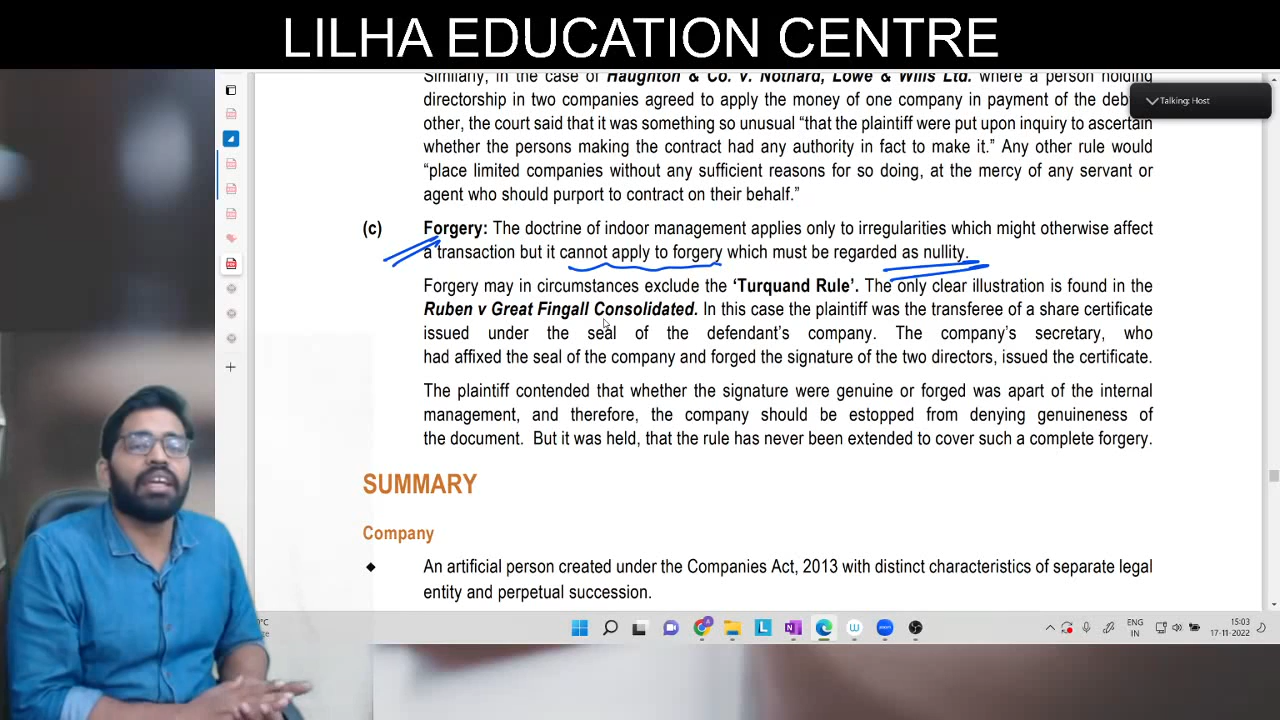 LILHA EDUCATION CENTRE
Similarly, in the case of Haughton & Co. v. Nothard, Lowe & Wills Ltd. where a person holding
directorship in two companies agreed to apply the money of one company in payment of the
other, the court said that it was something so unusual “that the plaintiff were put upon inquiry to ascertain
whether the persons making the contract had any authority in fact to make it.” Any other rule would
“place limited companies without any sufficient reasons for so doing, at the mercy of any servant or
agent who should purport to contract on their behalf.”
Talking: Host
(c) Forgery: The doctrine of indoor management applies only to irregularities which might otherwise affect
a transaction but it cannot apply to forgery which must be regarded as nullity.
Forgery may in circumstances exclude the ‘Turquand Rule’. The only clear illustration is found in the
Ruben v Great Fingall Consolidated. In this case the plaintiff was the transferee of a share certificate
issued under the seal of the defendant’s company. The company’s secretary, who
had affixed the seal of the company and forged the signature of the two directors, issued the certificate.
The plaintiff contended that whether the signature were genuine or forged was apart of the internal
management, and therefore, the company should be estopped from denying genuineness of
the document. But it was held, that the rule has never been extended to cover such a complete forgery.
SUMMARY
Company
◆ An artificial person created under the Companies Act, 2013 with distinct characteristics of separate legal
entity and perpetual succession.
ENG
IN
15:03
17-11-2022